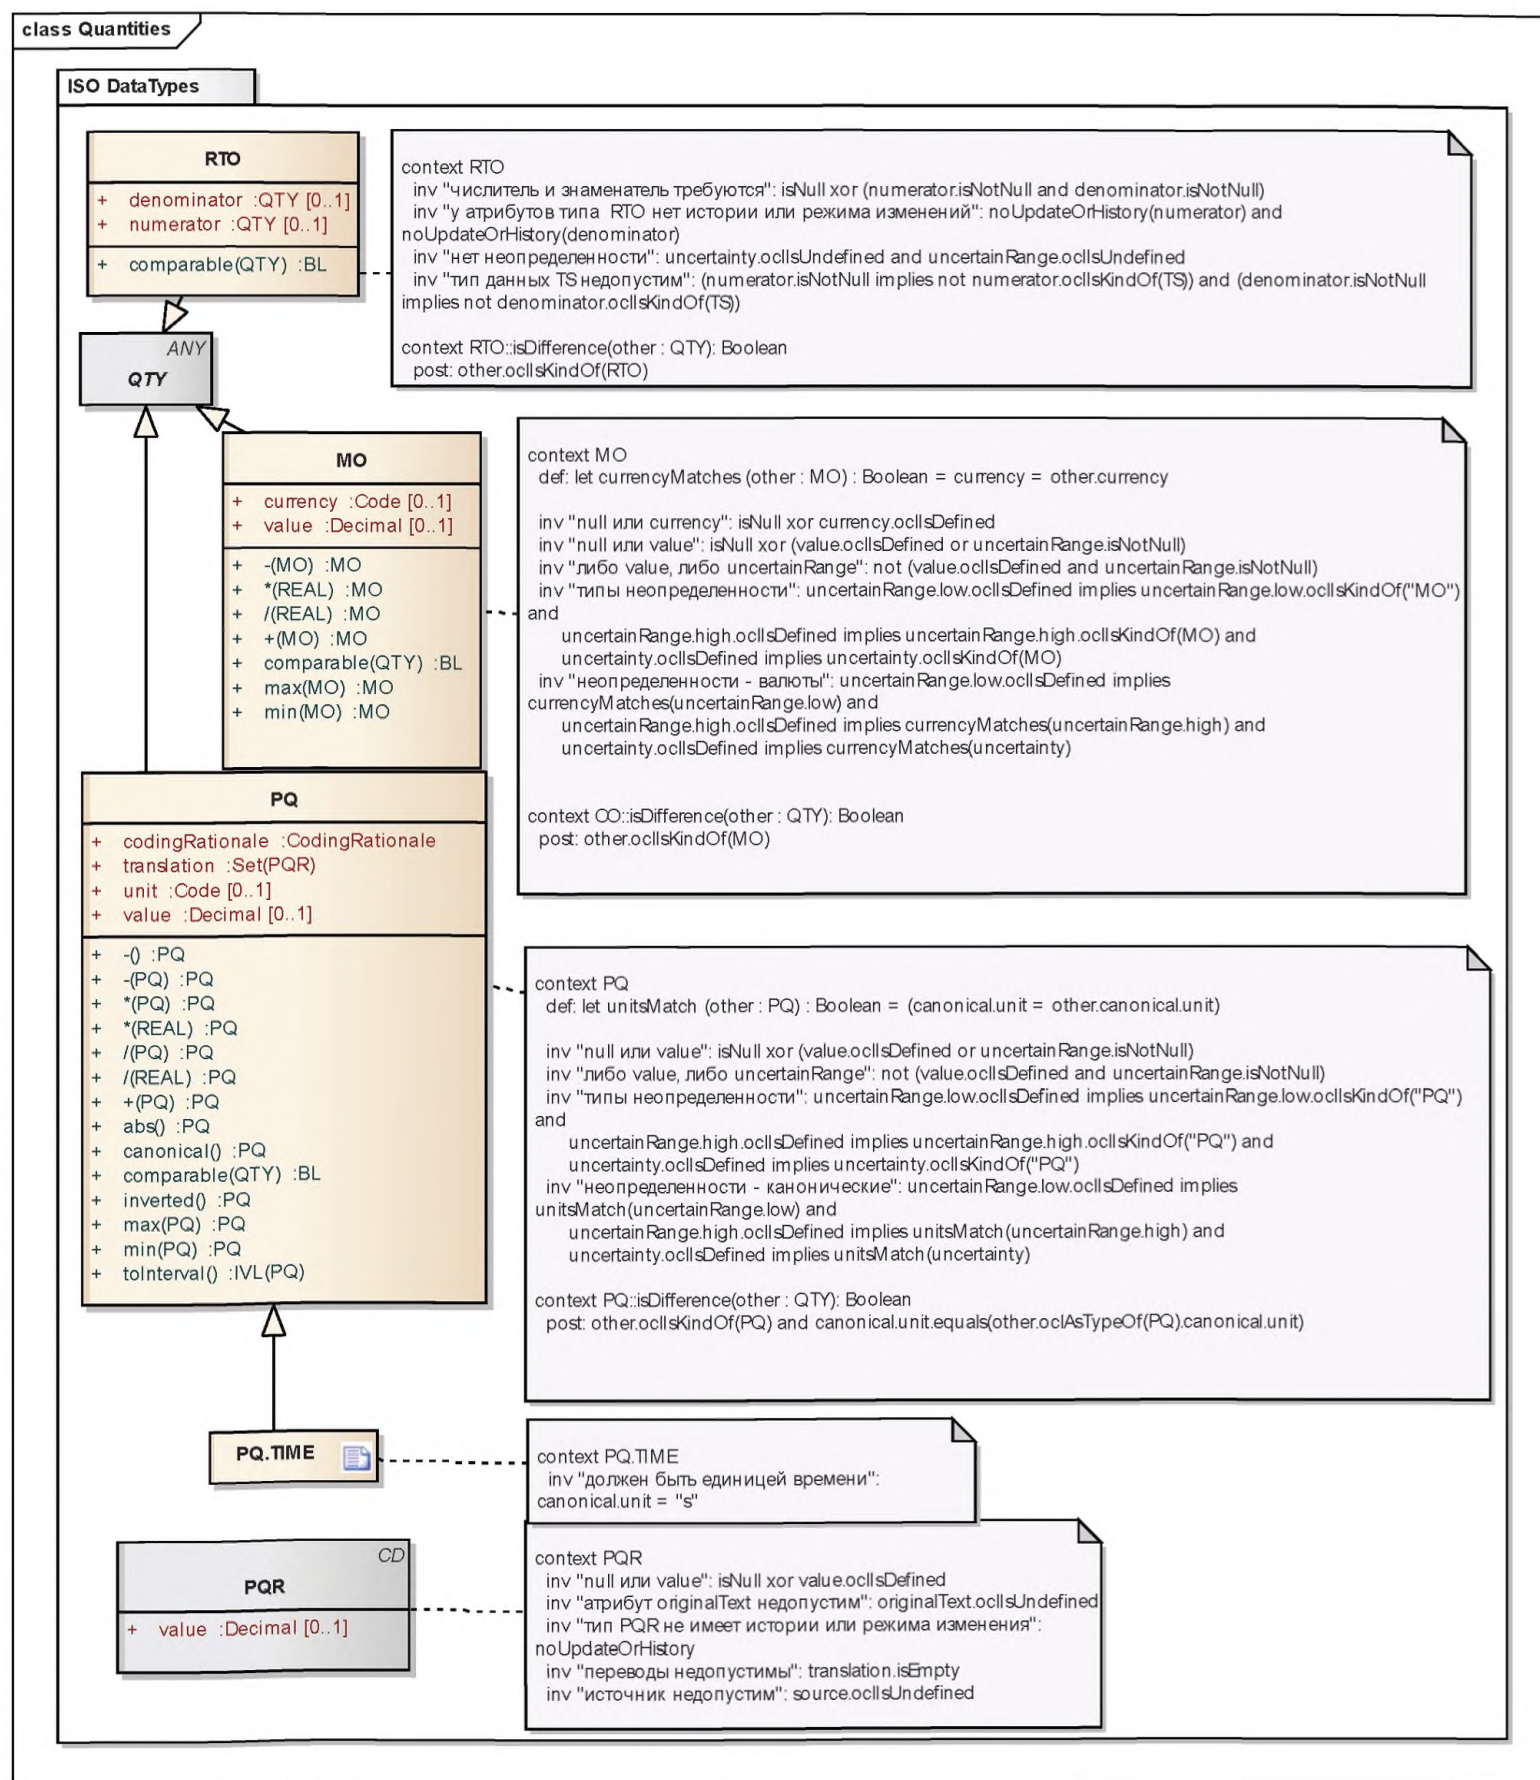 class Quantities
ISO DataTypes
RTO
+ denominator :QTY [0..1]
+ numerator :QTY [0..1]
+ comparable(QTY) :BL
context RTO
inv "числитель и знаменатель требуются": isNull xor (numerator.isNotNull and denominator.isNotNull)
inv "у атрибутов типа RTO нет истории или режима изменений": noUpdateOrHistory(numerator) and
noUpdateOrHistory(denominator)
inv "нет неопределенности": uncertainty.oclIsUndefined and uncertainRange.oclIsUndefined
inv "тип данных TS недопустим": (numerator.isNotNull implies not numerator.oclIsKindOf(TS)) and (denominator.isNotNull
implies not denominator.oclIsKindOf(TS))
context RTO::isDifference(other : QTY): Boolean
post: other.oclIsKindOf(RTO)
ANY
QTY
MO
+ currency :Code [0..1]
+ value :Decimal [0..1]
+ -(MO) :MO
+ *(REAL) :MO
+ /(REAL) :MO
+ +(MO) :MO
+ comparable(QTY) :BL
+ max(MO) :MO
+ min(MO) :MO
context MO
def: let currencyMatches (other : MO) : Boolean = currency = other.currency
inv "null или currency": isNull xor currency.oclIsDefined
inv "null или value": isNull xor (value.oclIsDefined or uncertainRange.isNotNull)
inv "либо value, либо uncertainRange": not (value.oclIsDefined and uncertainRange.isNotNull)
inv "типы неопределенности": uncertainRange.low.oclIsDefined implies uncertainRange.low.oclIsKindOf("MO")
and
uncertainRange.high.oclIsDefined implies uncertainRange.high.oclIsKindOf(MO) and
uncertainty.oclIsDefined implies uncertainty.oclIsKindOf(MO)
inv "неопределенности - валюты": uncertainRange.low.oclIsDefined implies
currencyMatches(uncertainRange.low) and
uncertainRange.high.oclIsDefined implies currencyMatches(uncertainRange.high) and
uncertainty.oclIsDefined implies currencyMatches(uncertainty)
context CO::isDifference(other : QTY): Boolean
post: other.oclIsKindOf(MO)
PQ
+ codingRationale :CodingRationale
+ translation :Set(PQR)
+ unit :Code [0..1]
+ value :Decimal [0..1]
+ -() :PQ
+ -(PQ) :PQ
+ *(PQ) :PQ
+ *(REAL) :PQ
+ /(PQ) :PQ
+ /(REAL) :PQ
+ +(PQ) :PQ
+ abs() :PQ
+ canonical() :PQ
+ comparable(QTY) :BL
+ inverted() :PQ
+ max(PQ) :PQ
+ min(PQ) :PQ
+ toInterval() :IVL(PQ)
context PQ
def: let unitsMatch (other : PQ) : Boolean = (canonical.unit = other.canonical.unit)
inv "null или value": isNull xor (value.oclIsDefined or uncertainRange.isNotNull)
inv "либо value, либо uncertainRange": not (value.oclIsDefined and uncertainRange.isNotNull)
inv "типы неопределенности": uncertainRange.low.oclIsDefined implies uncertainRange.low.oclIsKindOf("PQ")
and
uncertainRange.high.oclIsDefined implies uncertainRange.high.oclIsKindOf("PQ") and
uncertainty.oclIsDefined implies uncertainty.oclIsKindOf("PQ")
inv "неопределенности - канонические": uncertainRange.low.oclIsDefined implies
unitsMatch(uncertainRange.low) and
uncertainRange.high.oclIsDefined implies unitsMatch(uncertainRange.high) and
uncertainty.oclIsDefined implies unitsMatch(uncertainty)
context PQ::isDifference(other : QTY): Boolean
post: other.oclIsKindOf(PQ) and canonical.unit.equals(other.oclAsTypeOf(PQ).canonical.unit)
PQ.TIME
context PQ.TIME
inv "должен быть единицей времени":
canonical.unit = "s"
CD
PQR
+ value :Decimal [0..1]
context PQR
inv "null или value": isNull xor value.oclIsDefined
inv "атрибут originalText недопустим": originalText.oclIsUndefined
inv "тип PQR не имеет истории или режима изменения":
noUpdateOrHistory
inv "переводы недопустимы": translation.isEmpty
inv "источник недопустим": source.oclIsUndefined